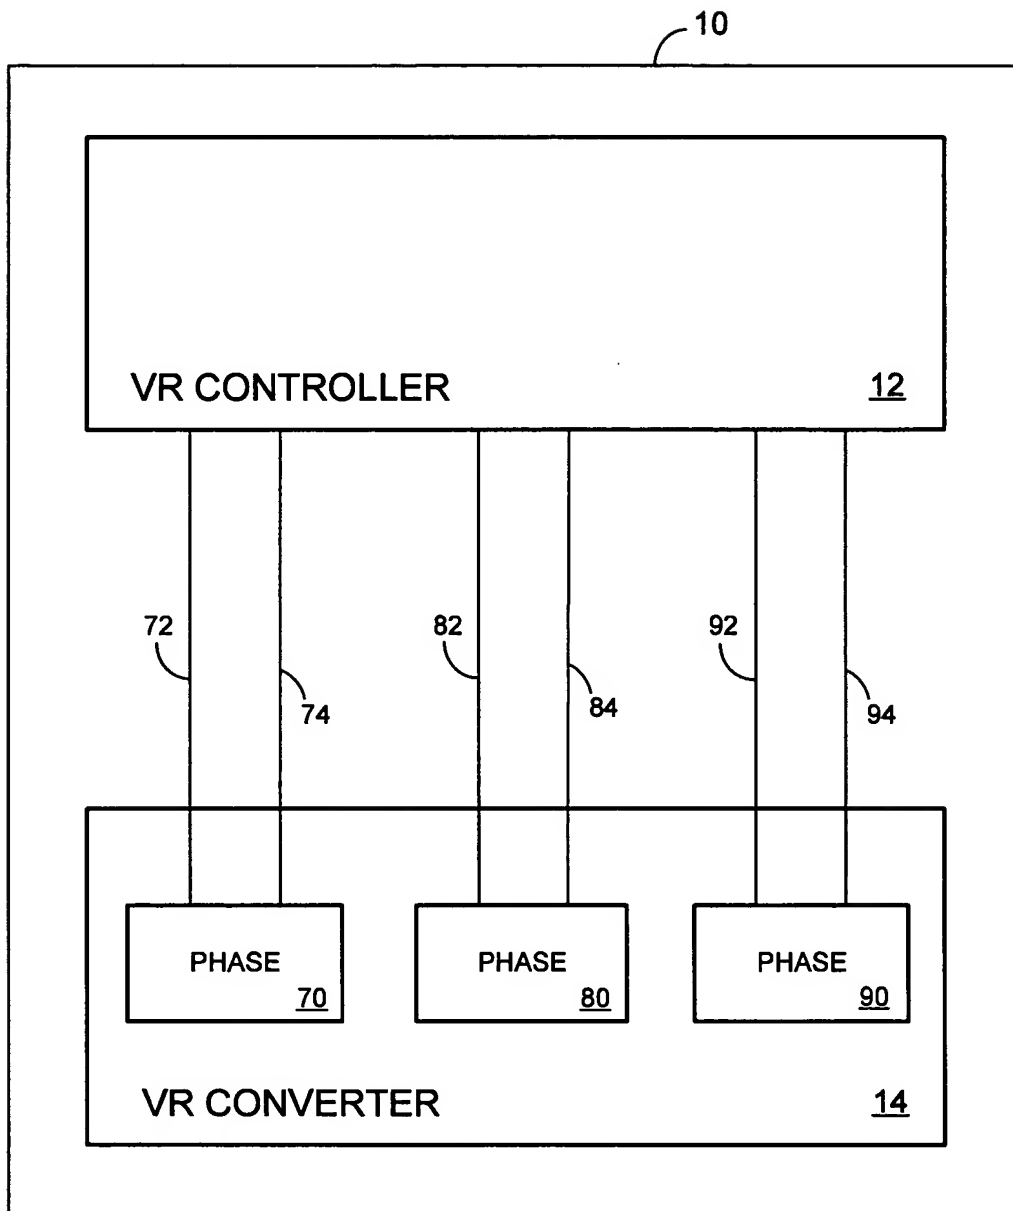 10
VR CONTROLLER 12
72 82 92
74 84 94
PHASE 70
PHASE 80
PHASE 90
VR CONVERTER 14